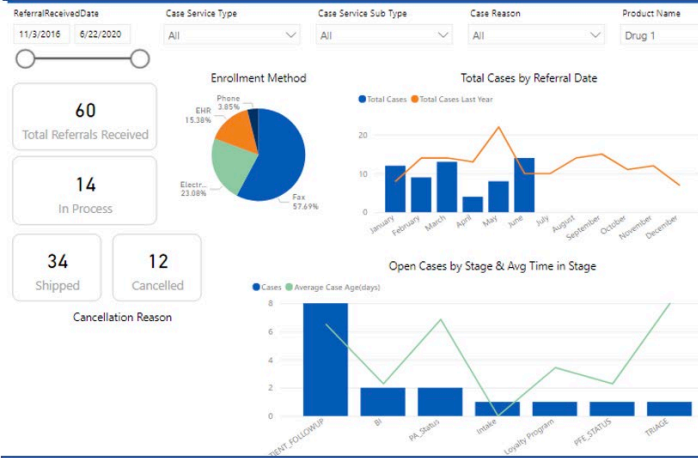 ReferralReceivedDate
11/3/2016 6/22/2020
Case Service Type
All
Case Service Sub Type
All
Case Reason
All
Product Name
Drug 1
60
Total Referrals Received
14
In Process
34
Shipped
12
Cancelled
Cancellation Reason
Enrollment Method
Phone
3.85%
EHR
15.38%
Electr...
23.08%
Fax
57.69%
Total Cases by Referral Date
Total Cases Total Cases Last Year
20
10
0
January February March April May June July August September October November December
Open Cases by Stage & Avg Time in Stage
Cases Average Case Age(days)
8
6
4
2
0
TIENT_FOLLOWUP BI PA_Status Intake Loyalty Program PFE_STATUS TRIAGE